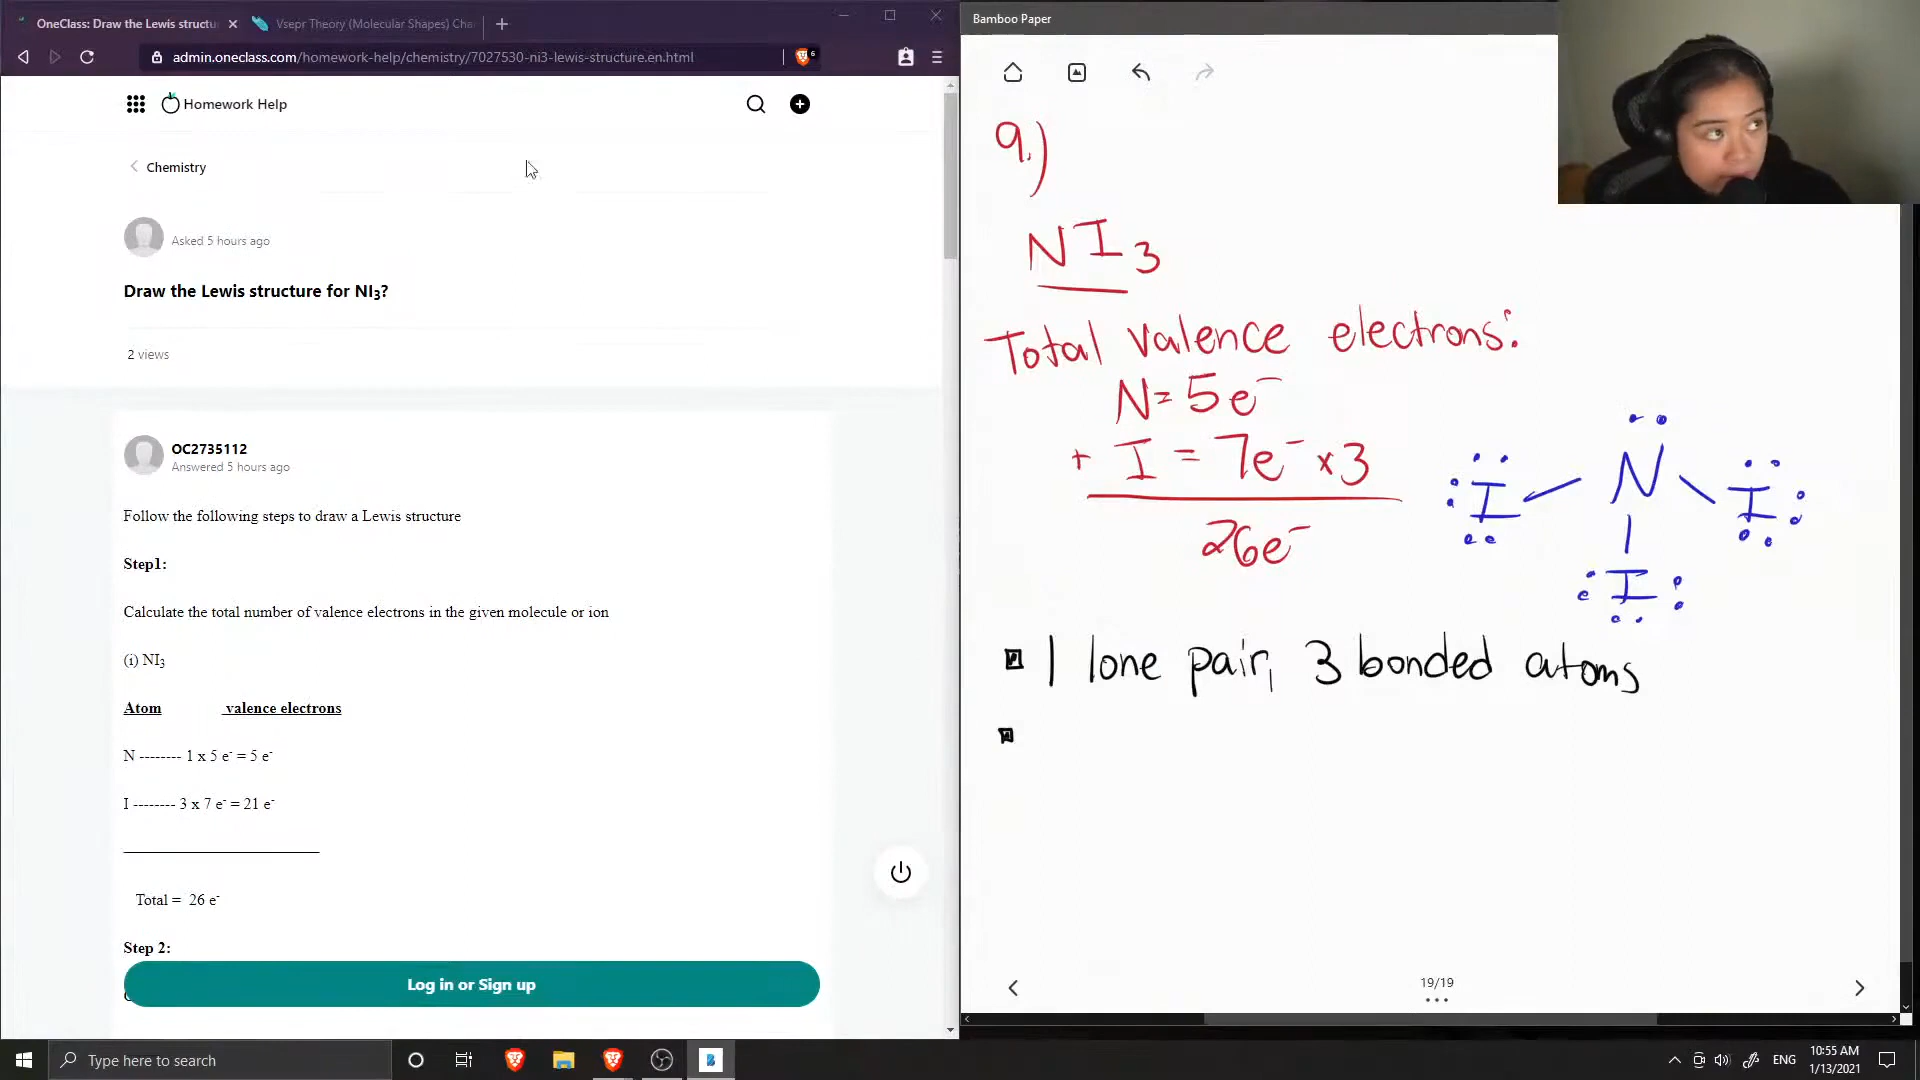 OneClass: Draw the Lewis structu
Vsepr Theory (Molecular Shapes) Cha
admin.oneclass.com/homework-help/chemistry/7027530-ni3-lewis-structure.en.html
6
Homework Help
Chemistry
Asked 5 hours ago
Draw the Lewis structure for NI₃?
2 views
OC2735112
Answered 5 hours ago
Follow the following steps to draw a Lewis structure
Step1:
Calculate the total number of valence electrons in the given molecule or ion
(i) NI₃
Atom valence electrons
N -------- 1 x 5 e⁻ = 5 e⁻
I -------- 3 x 7 e⁻ = 21 e⁻
Total = 26 e⁻
Step 2:
Log in or Sign up
Bamboo Paper
9.)
NI₃
Total valence electrons:
N = 5e⁻
+ I = 7e⁻ x 3
26e⁻
N
I I
I
1 lone pair, 3 bonded atoms
19/19
Type here to search
ENG
10:55 AM
1/13/2021